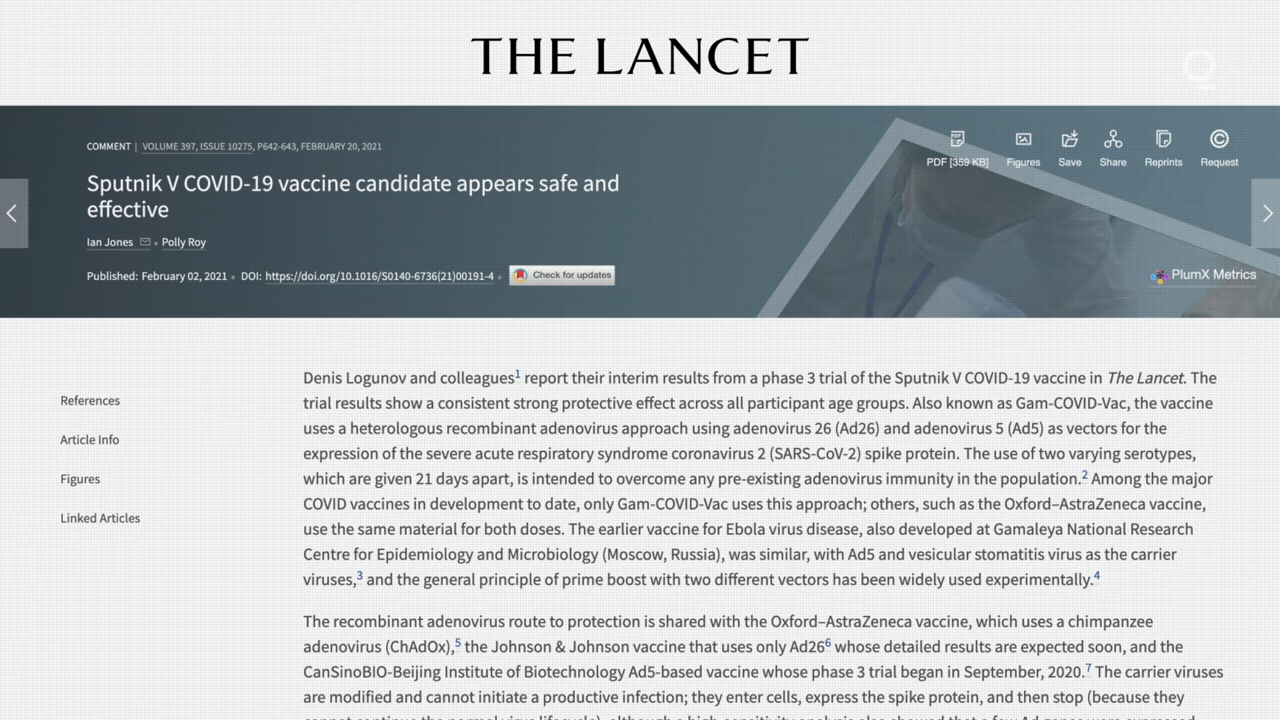 THE LANCET
Q
COMMENT | VOLUME 397, ISSUE 10275, P642-643, FEBRUARY 20, 2021
PDF [359 KB] Figures Save Share Reprints Request
Sputnik V COVID-19 vaccine candidate appears safe and
effective
Ian Jones • Polly Roy
Published: February 02, 2021 • DOI: https://doi.org/10.1016/S0140-6736(21)00191-4 • Check for updates
PlumX Metrics
References
Article Info
Figures
Linked Articles
Denis Logunov and colleagues1 report their interim results from a phase 3 trial of the Sputnik V COVID-19 vaccine in The Lancet. The
trial results show a consistent strong protective effect across all participant age groups. Also known as Gam-COVID-Vac, the vaccine
uses a heterologous recombinant adenovirus approach using adenovirus 26 (Ad26) and adenovirus 5 (Ad5) as vectors for the
expression of the severe acute respiratory syndrome coronavirus 2 (SARS-CoV-2) spike protein. The use of two varying serotypes,
which are given 21 days apart, is intended to overcome any pre-existing adenovirus immunity in the population.2 Among the major
COVID vaccines in development to date, only Gam-COVID-Vac uses this approach; others, such as the Oxford–AstraZeneca vaccine,
use the same material for both doses. The earlier vaccine for Ebola virus disease, also developed at Gamaleya National Research
Centre for Epidemiology and Microbiology (Moscow, Russia), was similar, with Ad5 and vesicular stomatitis virus as the carrier
viruses,3 and the general principle of prime boost with two different vectors has been widely used experimentally.4
The recombinant adenovirus route to protection is shared with the Oxford–AstraZeneca vaccine, which uses a chimpanzee
adenovirus (ChAdOx),5 the Johnson & Johnson vaccine that uses only Ad266 whose detailed results are expected soon, and the
CanSinoBIO-Beijing Institute of Biotechnology Ad5-based vaccine whose phase 3 trial began in September, 2020.7 The carrier viruses
are modified and cannot initiate a productive infection; they enter cells, express the spike protein, and then stop (because they